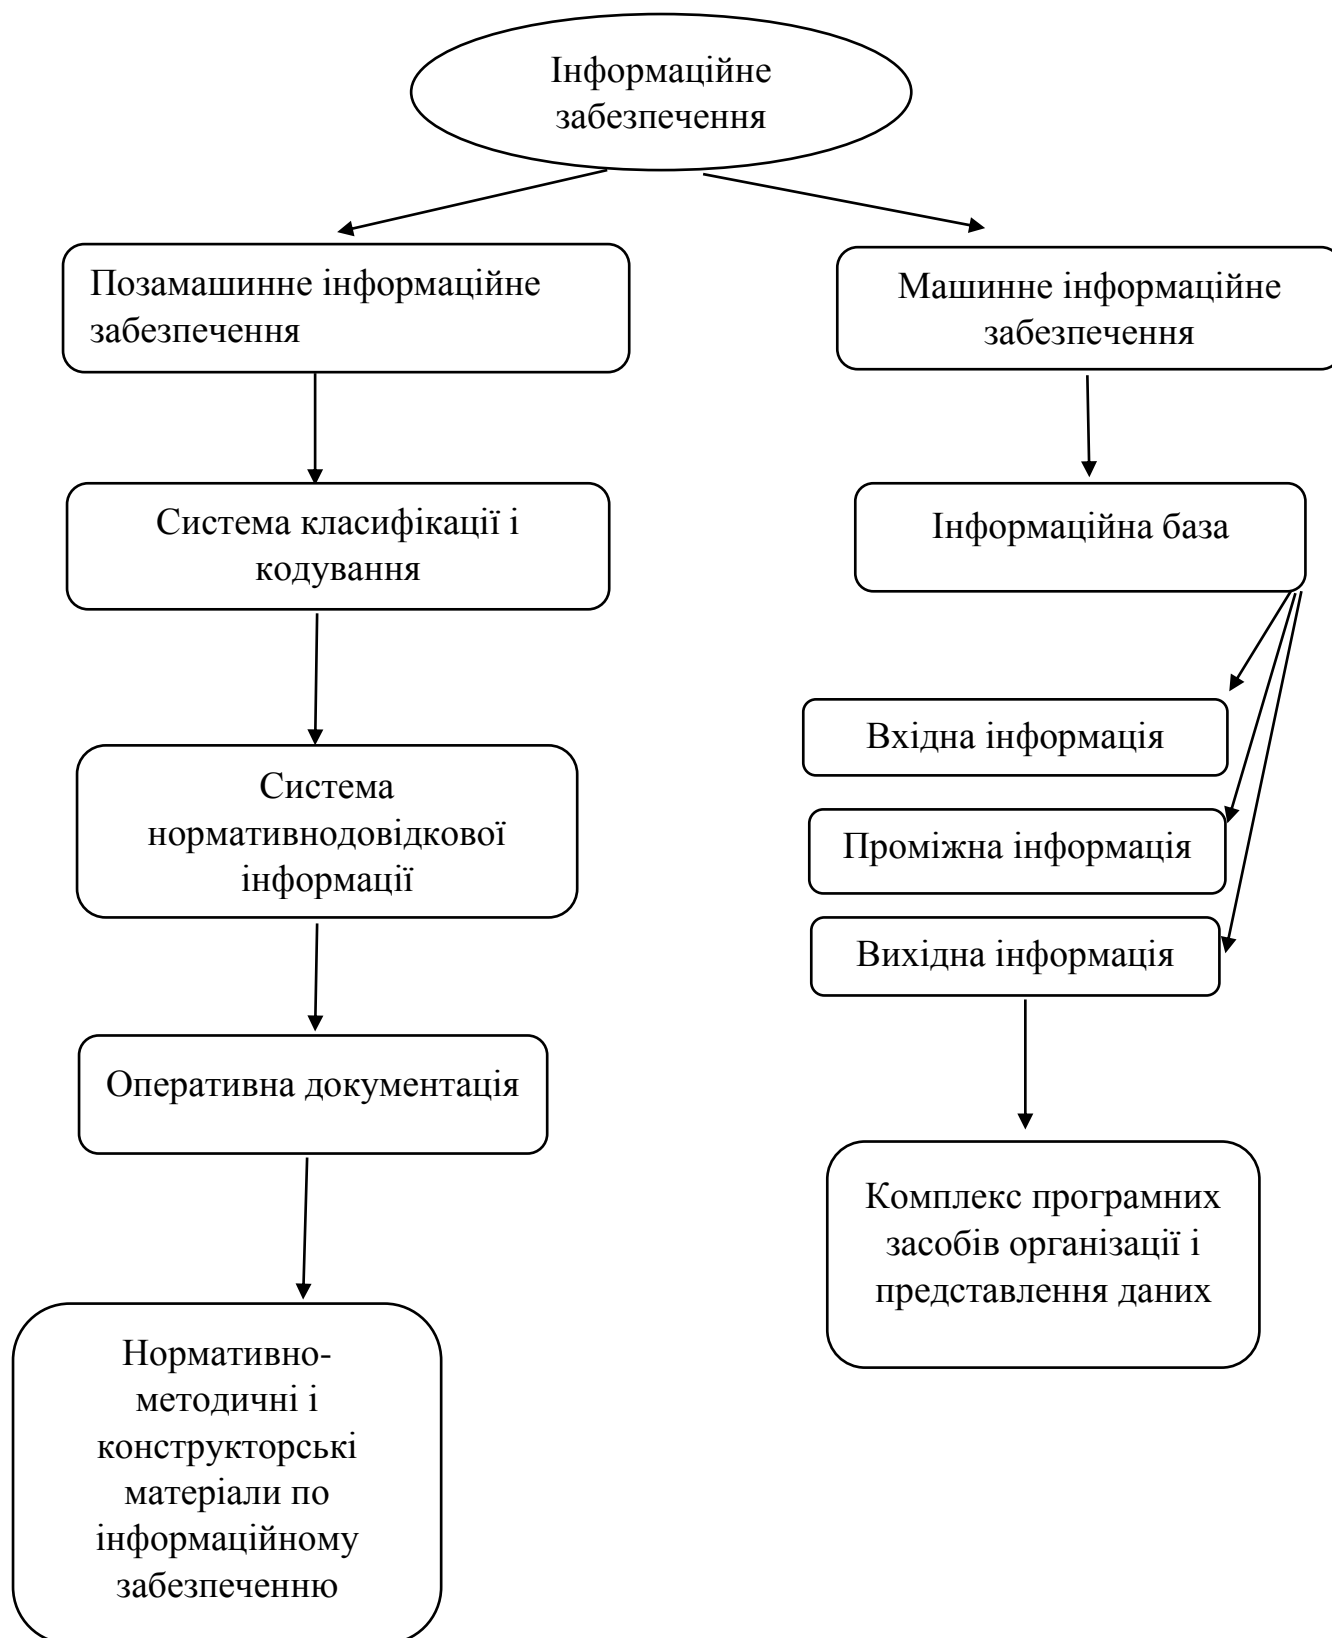 Інформаційне
забезпечення
Позамашинне інформаційне
забезпечення
Машинне інформаційне
забезпечення
Система класифікації і
кодування
Інформаційна база
Вхідна інформація
Система
нормативнодовідкової
інформації
Проміжна інформація
Вихідна інформація
Оперативна документація
Комплекс програмних
засобів організації і
представлення даних
Нормативно-
методичні і
конструкторські
матеріали по
інформаційному
забезпеченню